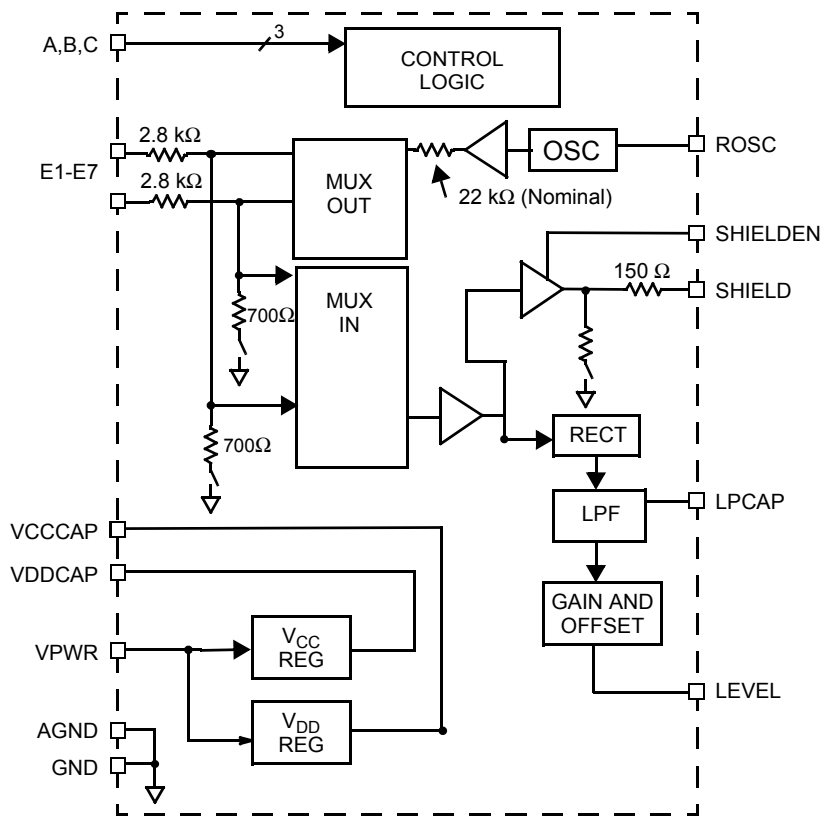 A,B,C
3
CONTROL
LOGIC
2.8 kΩ
E1-E7
2.8 kΩ
MUX
OUT
22 kΩ (Nominal)
OSC
ROSC
SHIELDEN
150 Ω
SHIELD
700Ω
MUX
IN
700Ω
RECT
LPF
LPCAP
GAIN AND
OFFSET
LEVEL
VCCCAP
VDDCAP
VPWR
VCC
REG
VDD
REG
AGND
GND